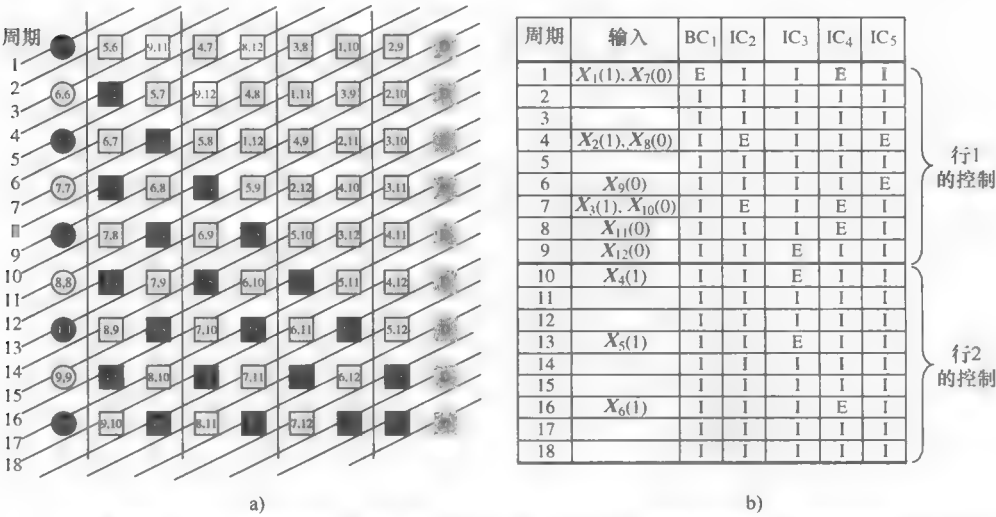 周期
5,6 9,11 4,7 8,12 3,8 1,10 2,9
1
2
6,6 5,7 9,12 4,8 1,11 3,9 2,10
3
4
6,7 5,8 1,12 4,9 2,11 3,10
5
6
7,7 6,8 5,9 2,12 4,10 3,11
7
7,8 6,9 5,10 3,12 4,11
9
10
8,8 7,9 6,10 5,11 4,12
11
12
8,9 7,10 6,11 5,12
13
14
9,9 8,10 7,11 6,12
15
16
9,10 8,11 7,12
17
18
a)
周期 输入 BC₁ IC₂ IC₃ IC₄ IC₅
1 X₁(1), X₇(0) E I I E I
2 I I I I I
3 I I I I I
4 X₂(1), X₈(0) I E I I E
5 I I I I I
6 X₉(0) I I I I E
7 X₃(1), X₁₀(0) I E I E I
8 X₁₁(0) I I I E I
9 X₁₂(0) I I E I I
行1
的控制
10 X₄(1) I I E I I
11 I I I I I
12 I I I I I
13 X₅(1) I I E I I
14 I I I I I
15 I I I I I
16 X₆(1) I I I E I
17 I I I I I
18 I I I I I
行2
的控制
b)